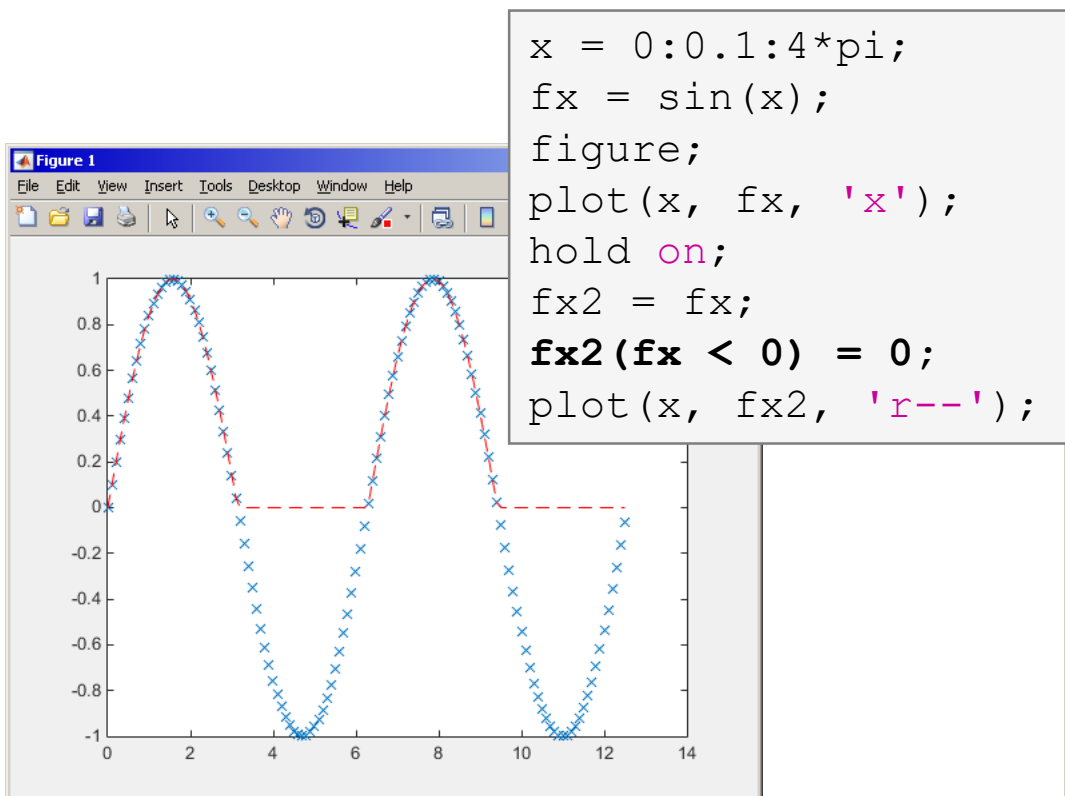 x = 0:0.1:4*pi;
fx = sin(x);
figure;
plot(x, fx, 'x');
hold on;
fx2 = fx;
fx2(fx < 0) = 0;
plot(x, fx2, 'r--');
Figure 1
File Edit View Insert Tools Desktop Window Help
1
0.8
0.6
0.4
0.2
0
-0.2
-0.4
-0.6
-0.8
-1
0 2 4 6 8 10 12 14